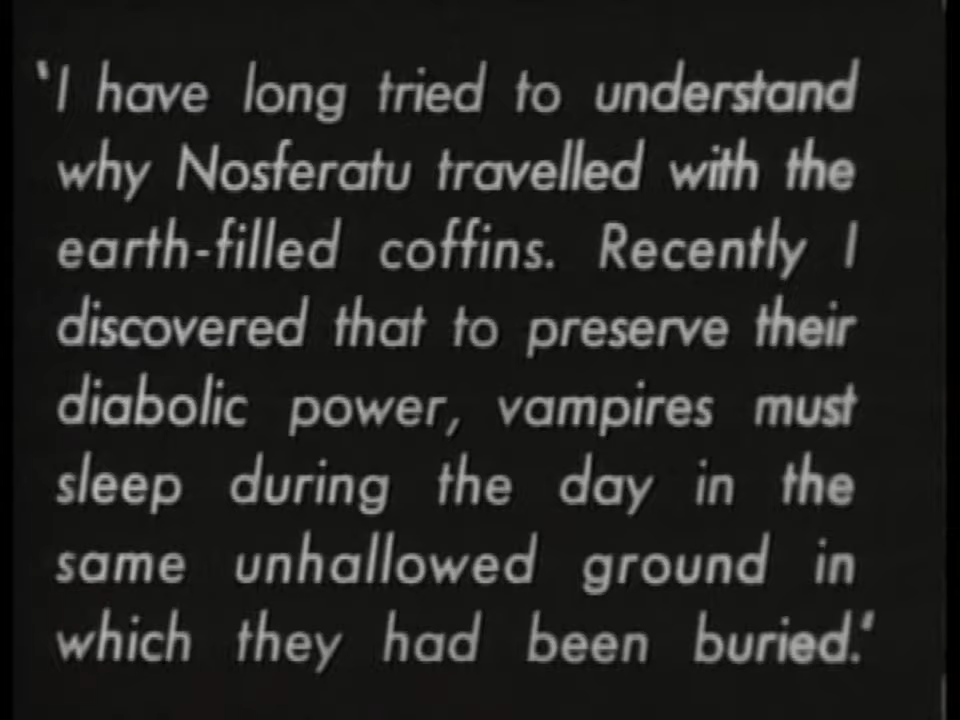 'I have long tried to understand
why Nosferatu travelled with the
earth-filled coffins. Recently I
discovered that to preserve their
diabolic power, vampires must
sleep during the day in the
same unhallowed ground in
which they had been buried.'